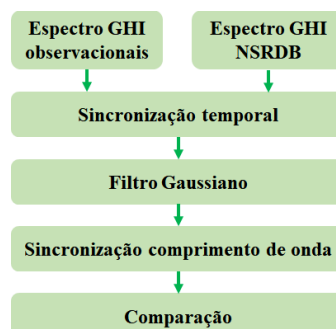 Espectro GHI
observacionais
Espectro GHI
NSRDB
Sincronização temporal
Filtro Gaussiano
Sincronização comprimento de onda
Comparação